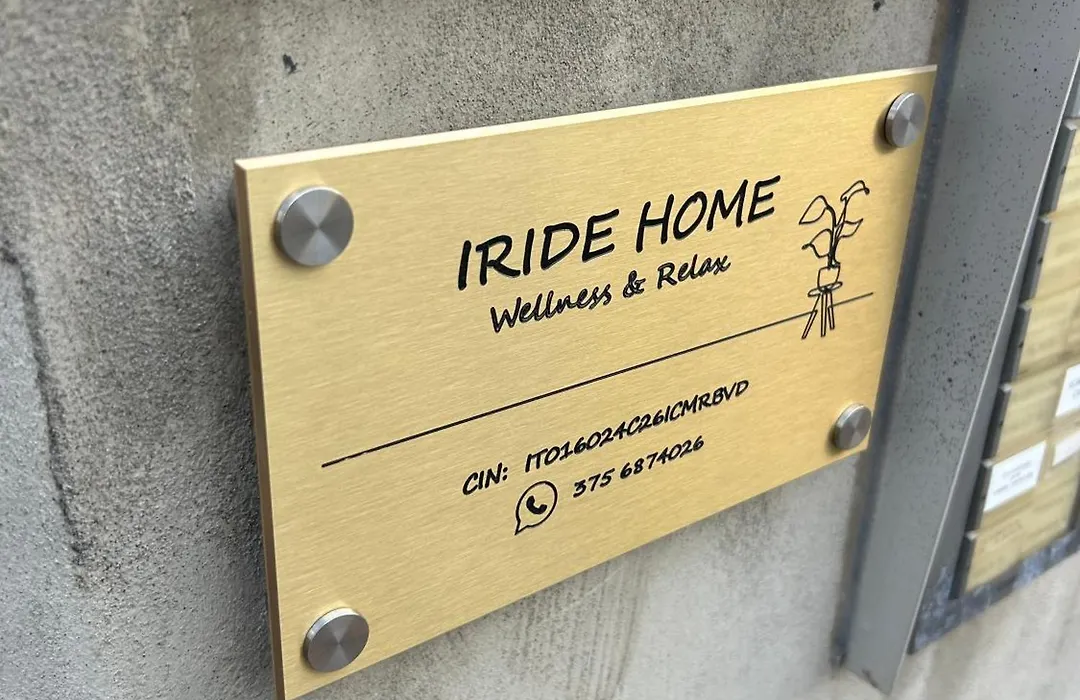 IRIDE HOME
Wellness & Relax
CIN: IT016024C26ICMRBVD
375 6874026